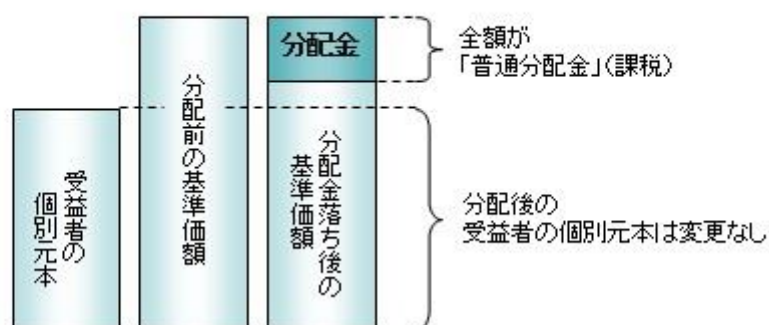 受益者の
個別元本
分配前の基準価額
分配金
分配金落ち後の
基準価額
全額が
「普通分配金」(課税)
分配後の
受益者の個別元本は変更なし